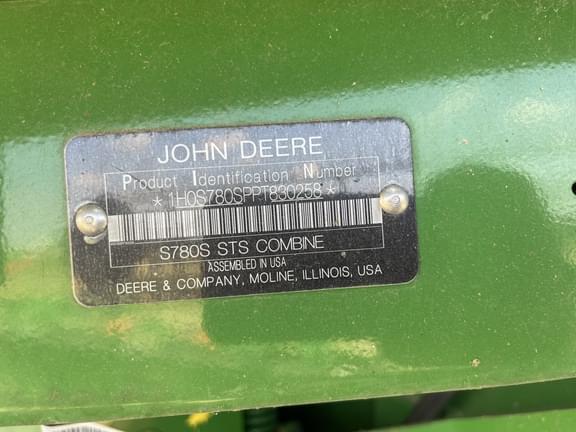 JOHN DEERE
Product Identification Number
*1H0S780SPPT830258*
S780S STS COMBINE
ASSEMBLED IN USA
DEERE & COMPANY, MOLINE, ILLINOIS, USA